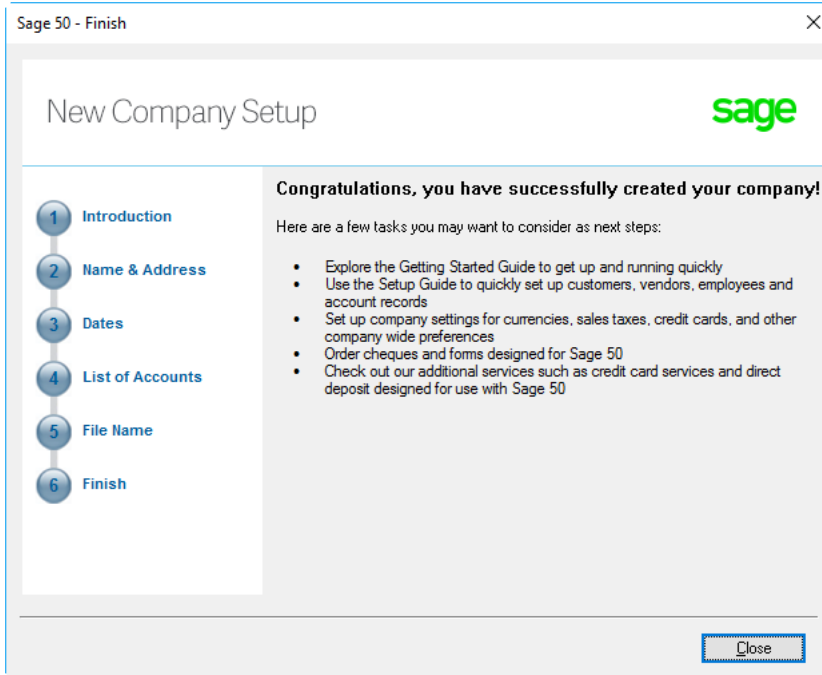 Sage 50 - Finish
New Company Setup
sage
1 Introduction
2 Name & Address
3 Dates
4 List of Accounts
5 File Name
6 Finish
Congratulations, you have successfully created your company!
Here are a few tasks you may want to consider as next steps:
• Explore the Getting Started Guide to get up and running quickly
• Use the Setup Guide to quickly set up customers, vendors, employees and
account records
• Set up company settings for currencies, sales taxes, credit cards, and other
company wide preferences
• Order cheques and forms designed for Sage 50
• Check out our additional services such as credit card services and direct
deposit designed for use with Sage 50
Close